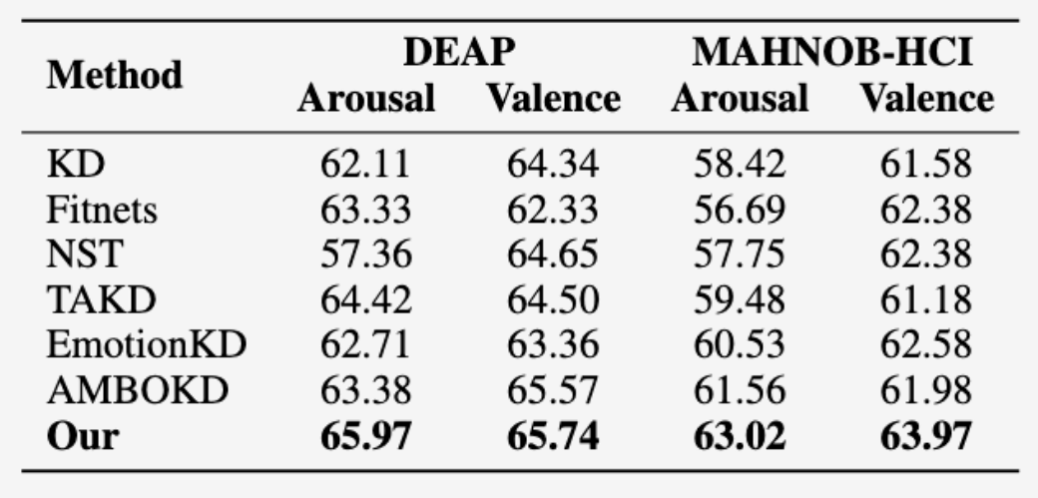 Method DEAP MAHNOB-HCI
Arousal Valence Arousal Valence
KD 62.11 64.34 58.42 61.58
Fitnets 63.33 62.33 56.69 62.38
NST 57.36 64.65 57.75 62.38
TAKD 64.42 64.50 59.48 61.18
EmotionKD 62.71 63.36 60.53 62.58
AMBOKD 63.38 65.57 61.56 61.98
Our 65.97 65.74 63.02 63.97